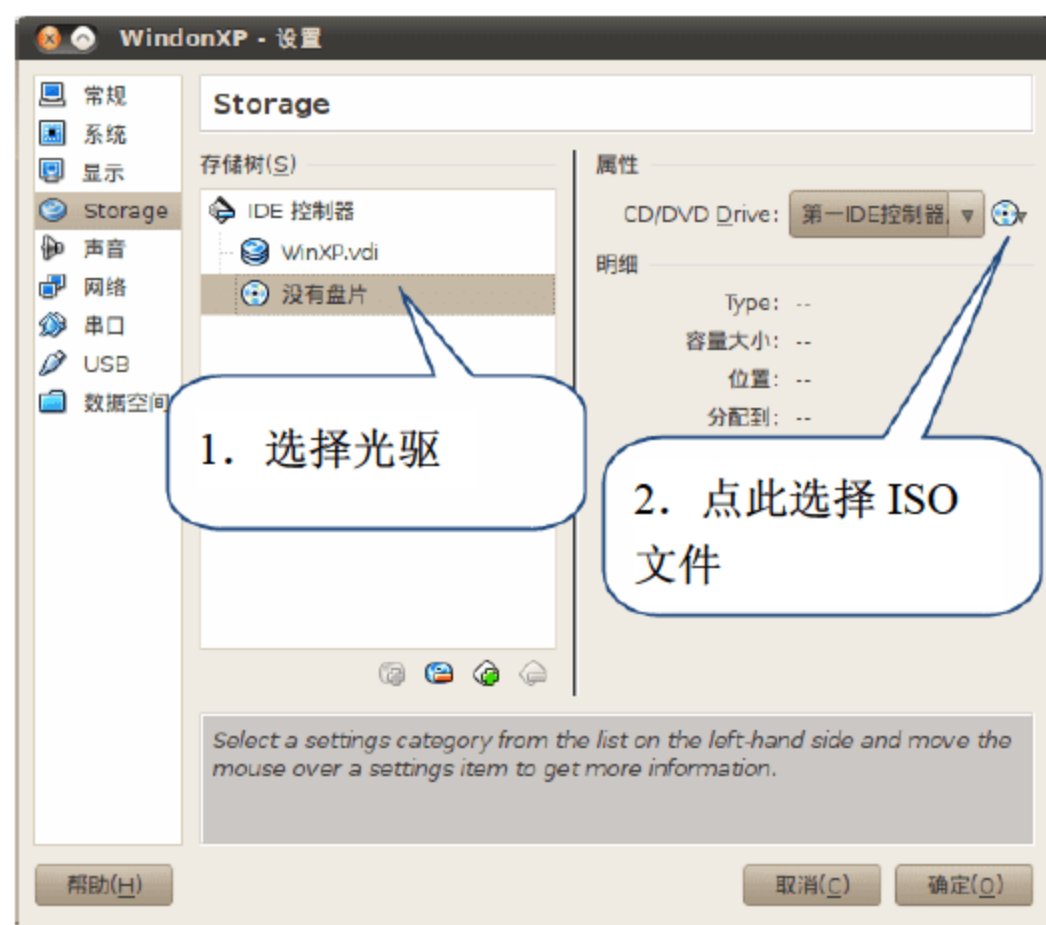 WindonXP - 设置
常规
系统
显示
Storage
声音
网络
串口
USB
数据空间
Storage
存储树(S)
IDE 控制器
WinXP.vdi
没有盘片
1. 选择光驱
属性
CD/DVD Drive: 第一IDE控制器.
明细
Type: --
容量大小: --
位置: --
分配到: --
2. 点此选择 ISO
文件
Select a settings category from the list on the left-hand side and move the
mouse over a settings item to get more information.
帮助(H)
取消(C)
确定(O)